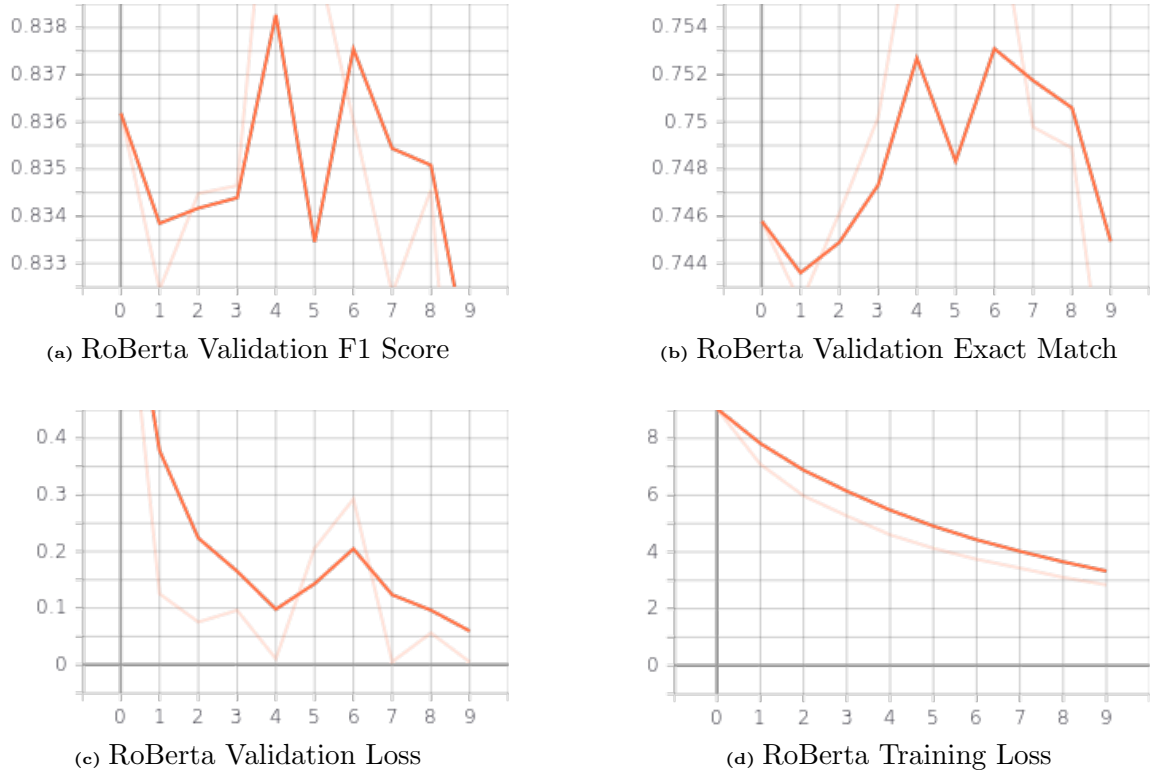 0.838
0.837
0.836
0.835
0.834
0.833
0 1 2 3 4 5 6 7 8 9
(a) RoBerta Validation F1 Score
0.754
0.752
0.75
0.748
0.746
0.744
0 1 2 3 4 5 6 7 8 9
(b) RoBerta Validation Exact Match
0.4
0.3
0.2
0.1
0
0 1 2 3 4 5 6 7 8 9
(c) RoBerta Validation Loss
8
6
4
2
0
0 1 2 3 4 5 6 7 8 9
(d) RoBerta Training Loss